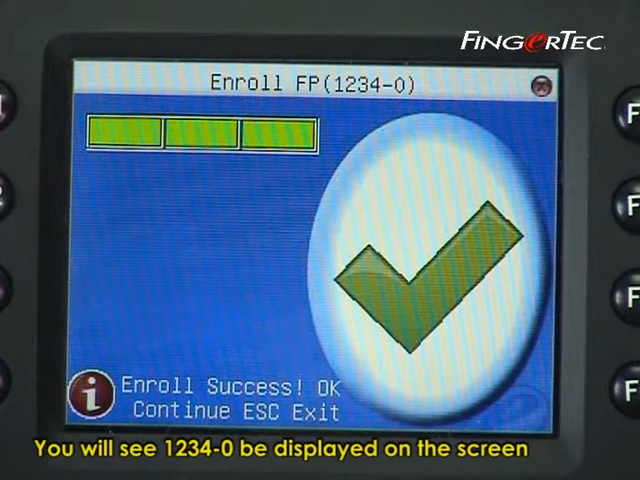 FINGERTEC
Enroll FP(1234-0)
Enroll Success! OK
Continue ESC Exit
You will see 1234-0 be displayed on the screen